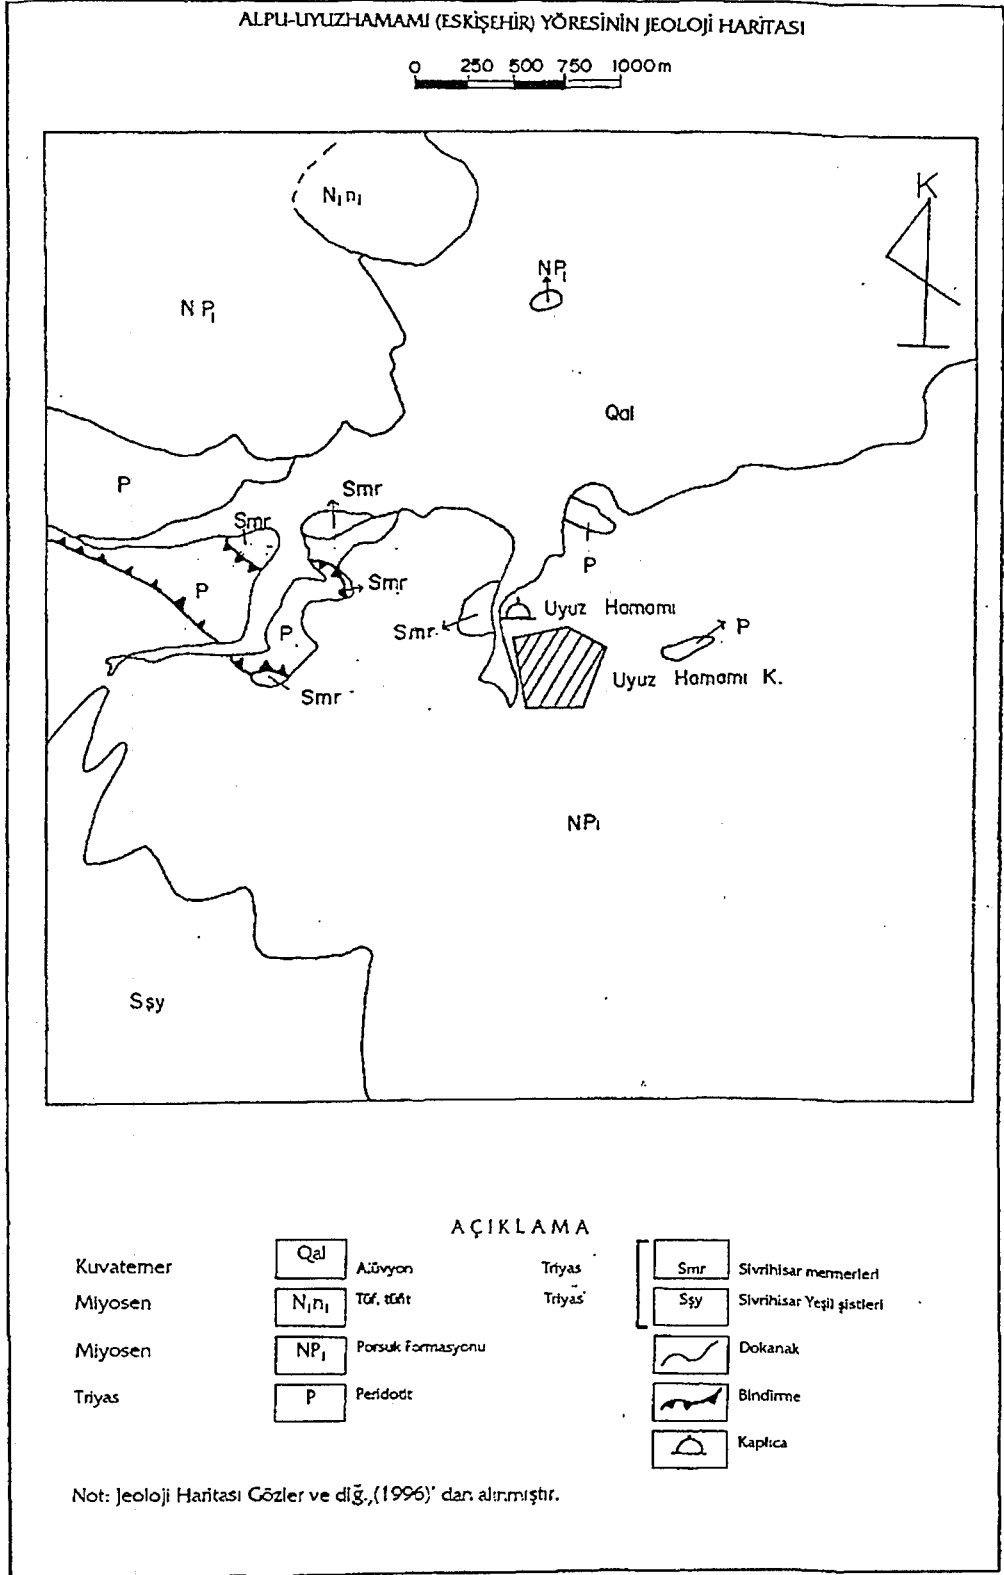 ALPU-UYUZHAMAMI (ESKİŞEHİR) YÖRESİNİN JEOLOJİ HARİTASI
0 250 500 750 1000m
N₁n₁
K
NP₁
NP₁
Qal
P
Smr
Smr
P
P
Smr
Uyuz Hamamı
Smr
P
P
Uyuz Hamamı K.
Smr
NP₁
Sşy
AÇIKLAMA
Kuvaterner Qal Alüvyon Triyas Smr Sivrihisar mermerleri
Miyosen N₁n₁ Tüf, tüfit Triyas Sşy Sivrihisar Yeşil şistleri
Miyosen NP₁ Porsuk Formasyonu Dokanak
Triyas P Peridotit Bindirme
Kaplıca
Not: Jeoloji Haritası Gözler ve diğ.,(1996)' dan alınmıştır.